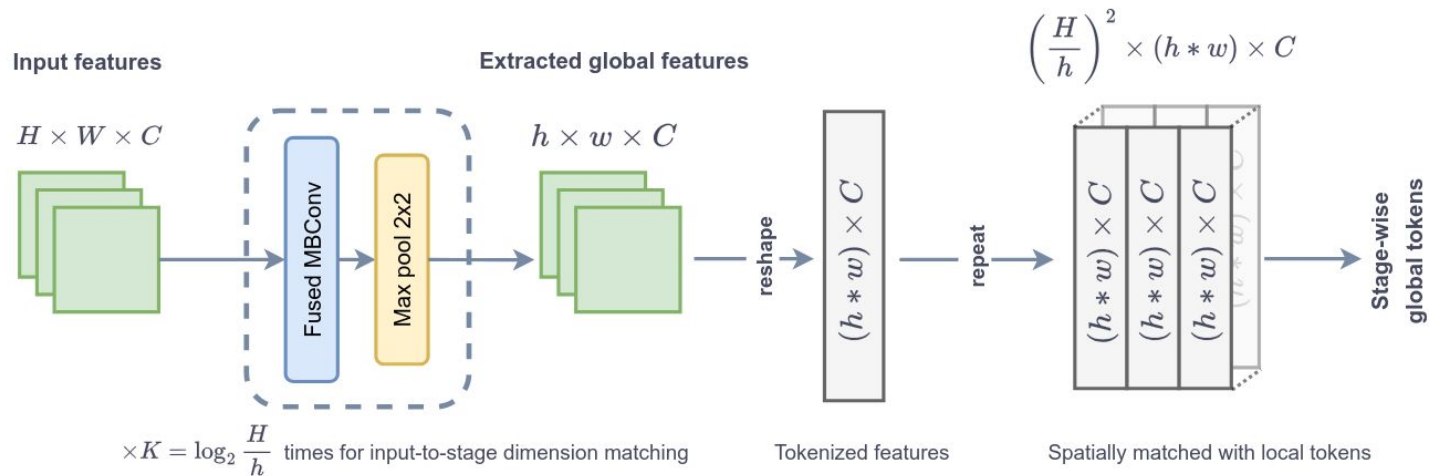 Input features
H × W × C
Fused MBConv
Max pool 2x2
×K = log₂ H/h times for input-to-stage dimension matching
Extracted global features
h × w × C
reshape
(h * w) × C
Tokenized features
repeat
(H/h)² × (h * w) × C
(h * w) × C
(h * w) × C
(h * w) × C
(h * w) × C
Spatially matched with local tokens
Stage-wise
global tokens